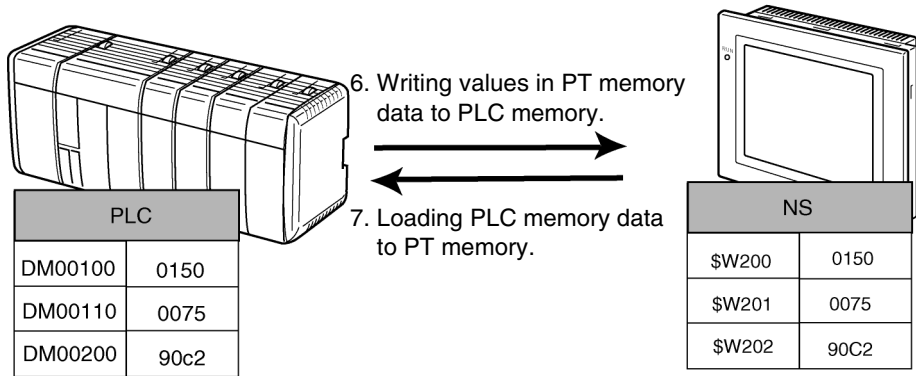 RUN
6. Writing values in PT memory
data to PLC memory.
7. Loading PLC memory data
to PT memory.
PLC
DM00100 0150
DM00110 0075
DM00200 90c2
NS
$W200 0150
$W201 0075
$W202 90C2